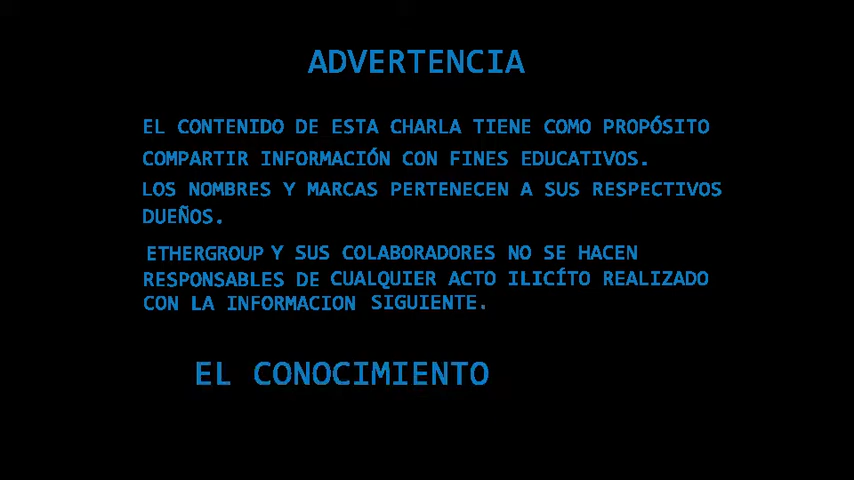 ADVERTENCIA
EL CONTENIDO DE ESTA CHARLA TIENE COMO PROPÓSITO
COMPARTIR INFORMACIÓN CON FINES EDUCATIVOS.
LOS NOMBRES Y MARCAS PERTENECEN A SUS RESPECTIVOS
DUEÑOS.
ETHERGROUP Y SUS COLABORADORES NO SE HACEN
RESPONSABLES DE CUALQUIER ACTO ILICÍTO REALIZADO
CON LA INFORMACION SIGUIENTE.
EL CONOCIMIENTO